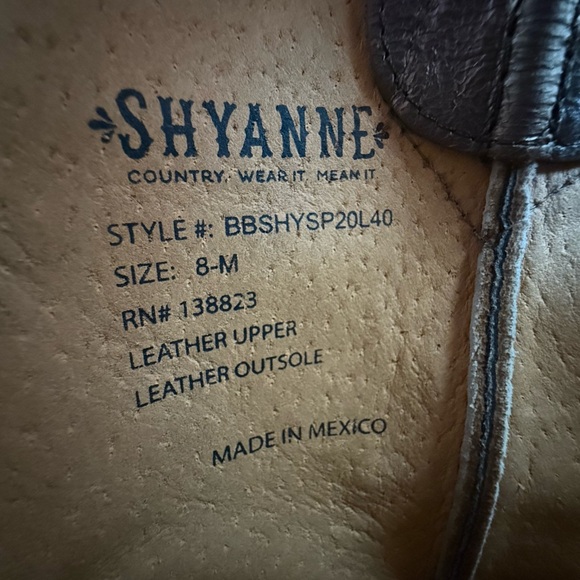 SHYANNE
COUNTRY. WEAR IT. MEAN IT
STYLE #: BBSHYSP20L40
SIZE: 8-M
RN# 138823
LEATHER UPPER
LEATHER OUTSOLE
MADE IN MEXICO